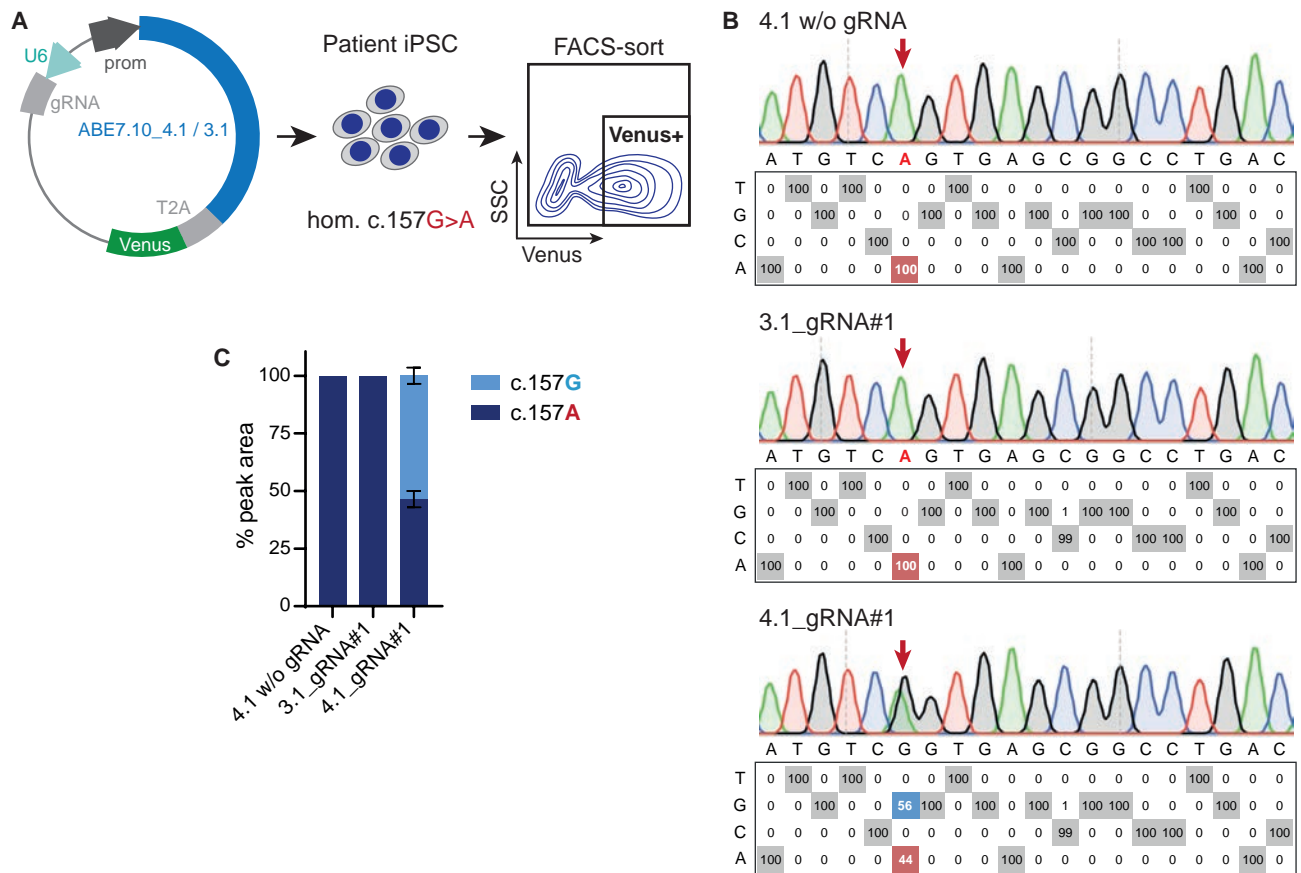 A
U6
prom
gRNA
ABE7.10_4.1 / 3.1
T2A
Venus
Patient iPSC
hom. c.157G>A
FACS-sort
Venus+
SSC
Venus
B
4.1 w/o gRNA
A T G T C A G T G A G C G G C C T G A C
T 0 100 0 100 0 0 0 100 0 0 0 0 0 0 0 0 100 0 0 0
G 0 0 100 0 0 0 100 0 100 0 100 0 100 100 0 0 0 100 0 0
C 0 0 0 0 100 0 0 0 0 0 0 100 0 0 100 100 0 0 0 100
A 100 0 0 0 0 100 0 0 0 100 0 0 0 0 0 0 0 0 100 0
3.1_gRNA#1
A T G T C A G T G A G C G G C C T G A C
T 0 100 0 100 0 0 0 100 0 0 0 0 0 0 0 0 100 0 0 0
G 0 0 100 0 0 0 100 0 100 0 100 1 100 100 0 0 0 100 0 0
C 0 0 0 0 100 0 0 0 0 0 0 99 0 0 100 100 0 0 0 100
A 100 0 0 0 0 100 0 0 0 100 0 0 0 0 0 0 0 0 100 0
4.1_gRNA#1
A T G T C G G T G A G C G G C C T G A C
T 0 100 0 100 0 0 0 100 0 0 0 0 0 0 0 0 100 0 0 0
G 0 0 100 0 0 56 100 0 100 0 100 1 100 100 0 0 0 100 0 0
C 0 0 0 0 100 0 0 0 0 0 0 99 0 0 100 100 0 0 0 100
A 100 0 0 0 0 44 0 0 0 100 0 0 0 0 0 0 0 0 100 0
C
% peak area
100
75
50
25
0
4.1 w/o gRNA
3.1_gRNA#1
4.1_gRNA#1
c.157G
c.157A